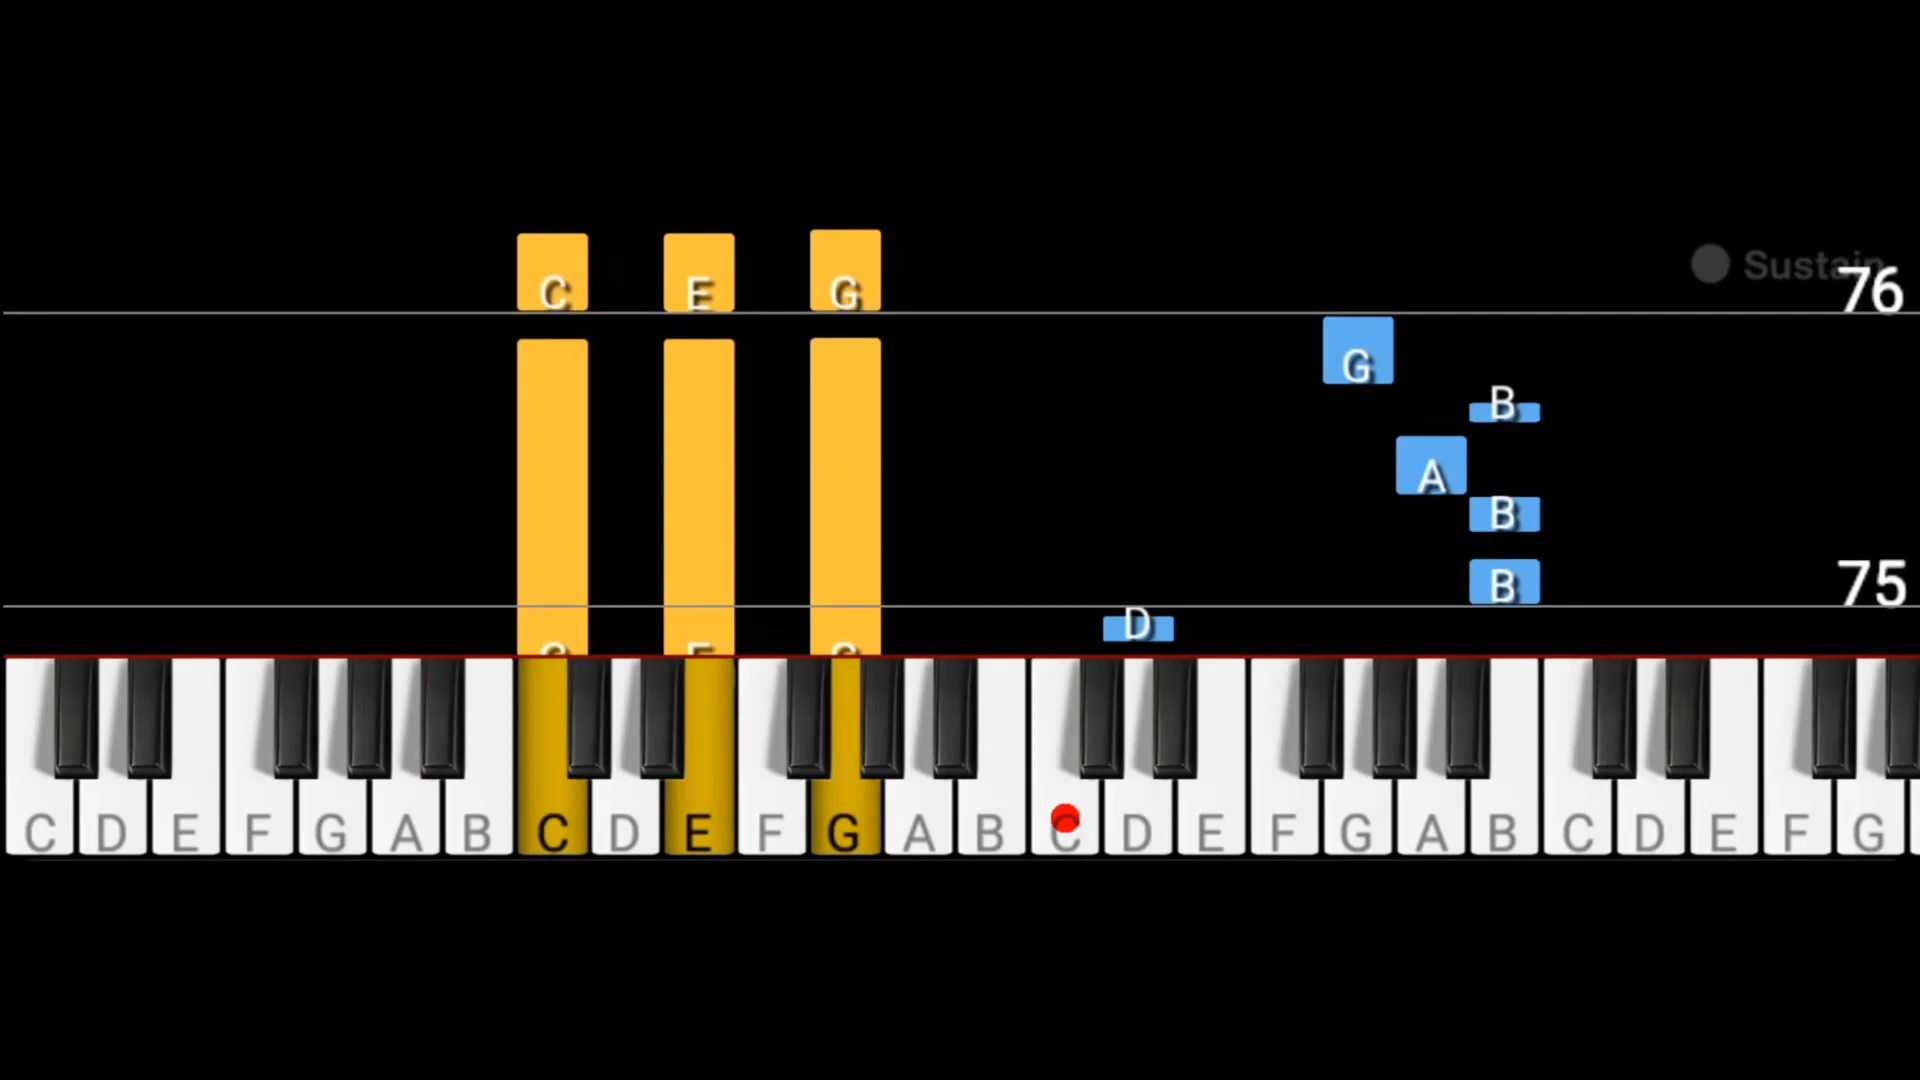 Sustain
76
C E G
G
B
A
B
B
75
D
C E G
C D E F G A B C D E F G A B C D E F G A B C D E F G